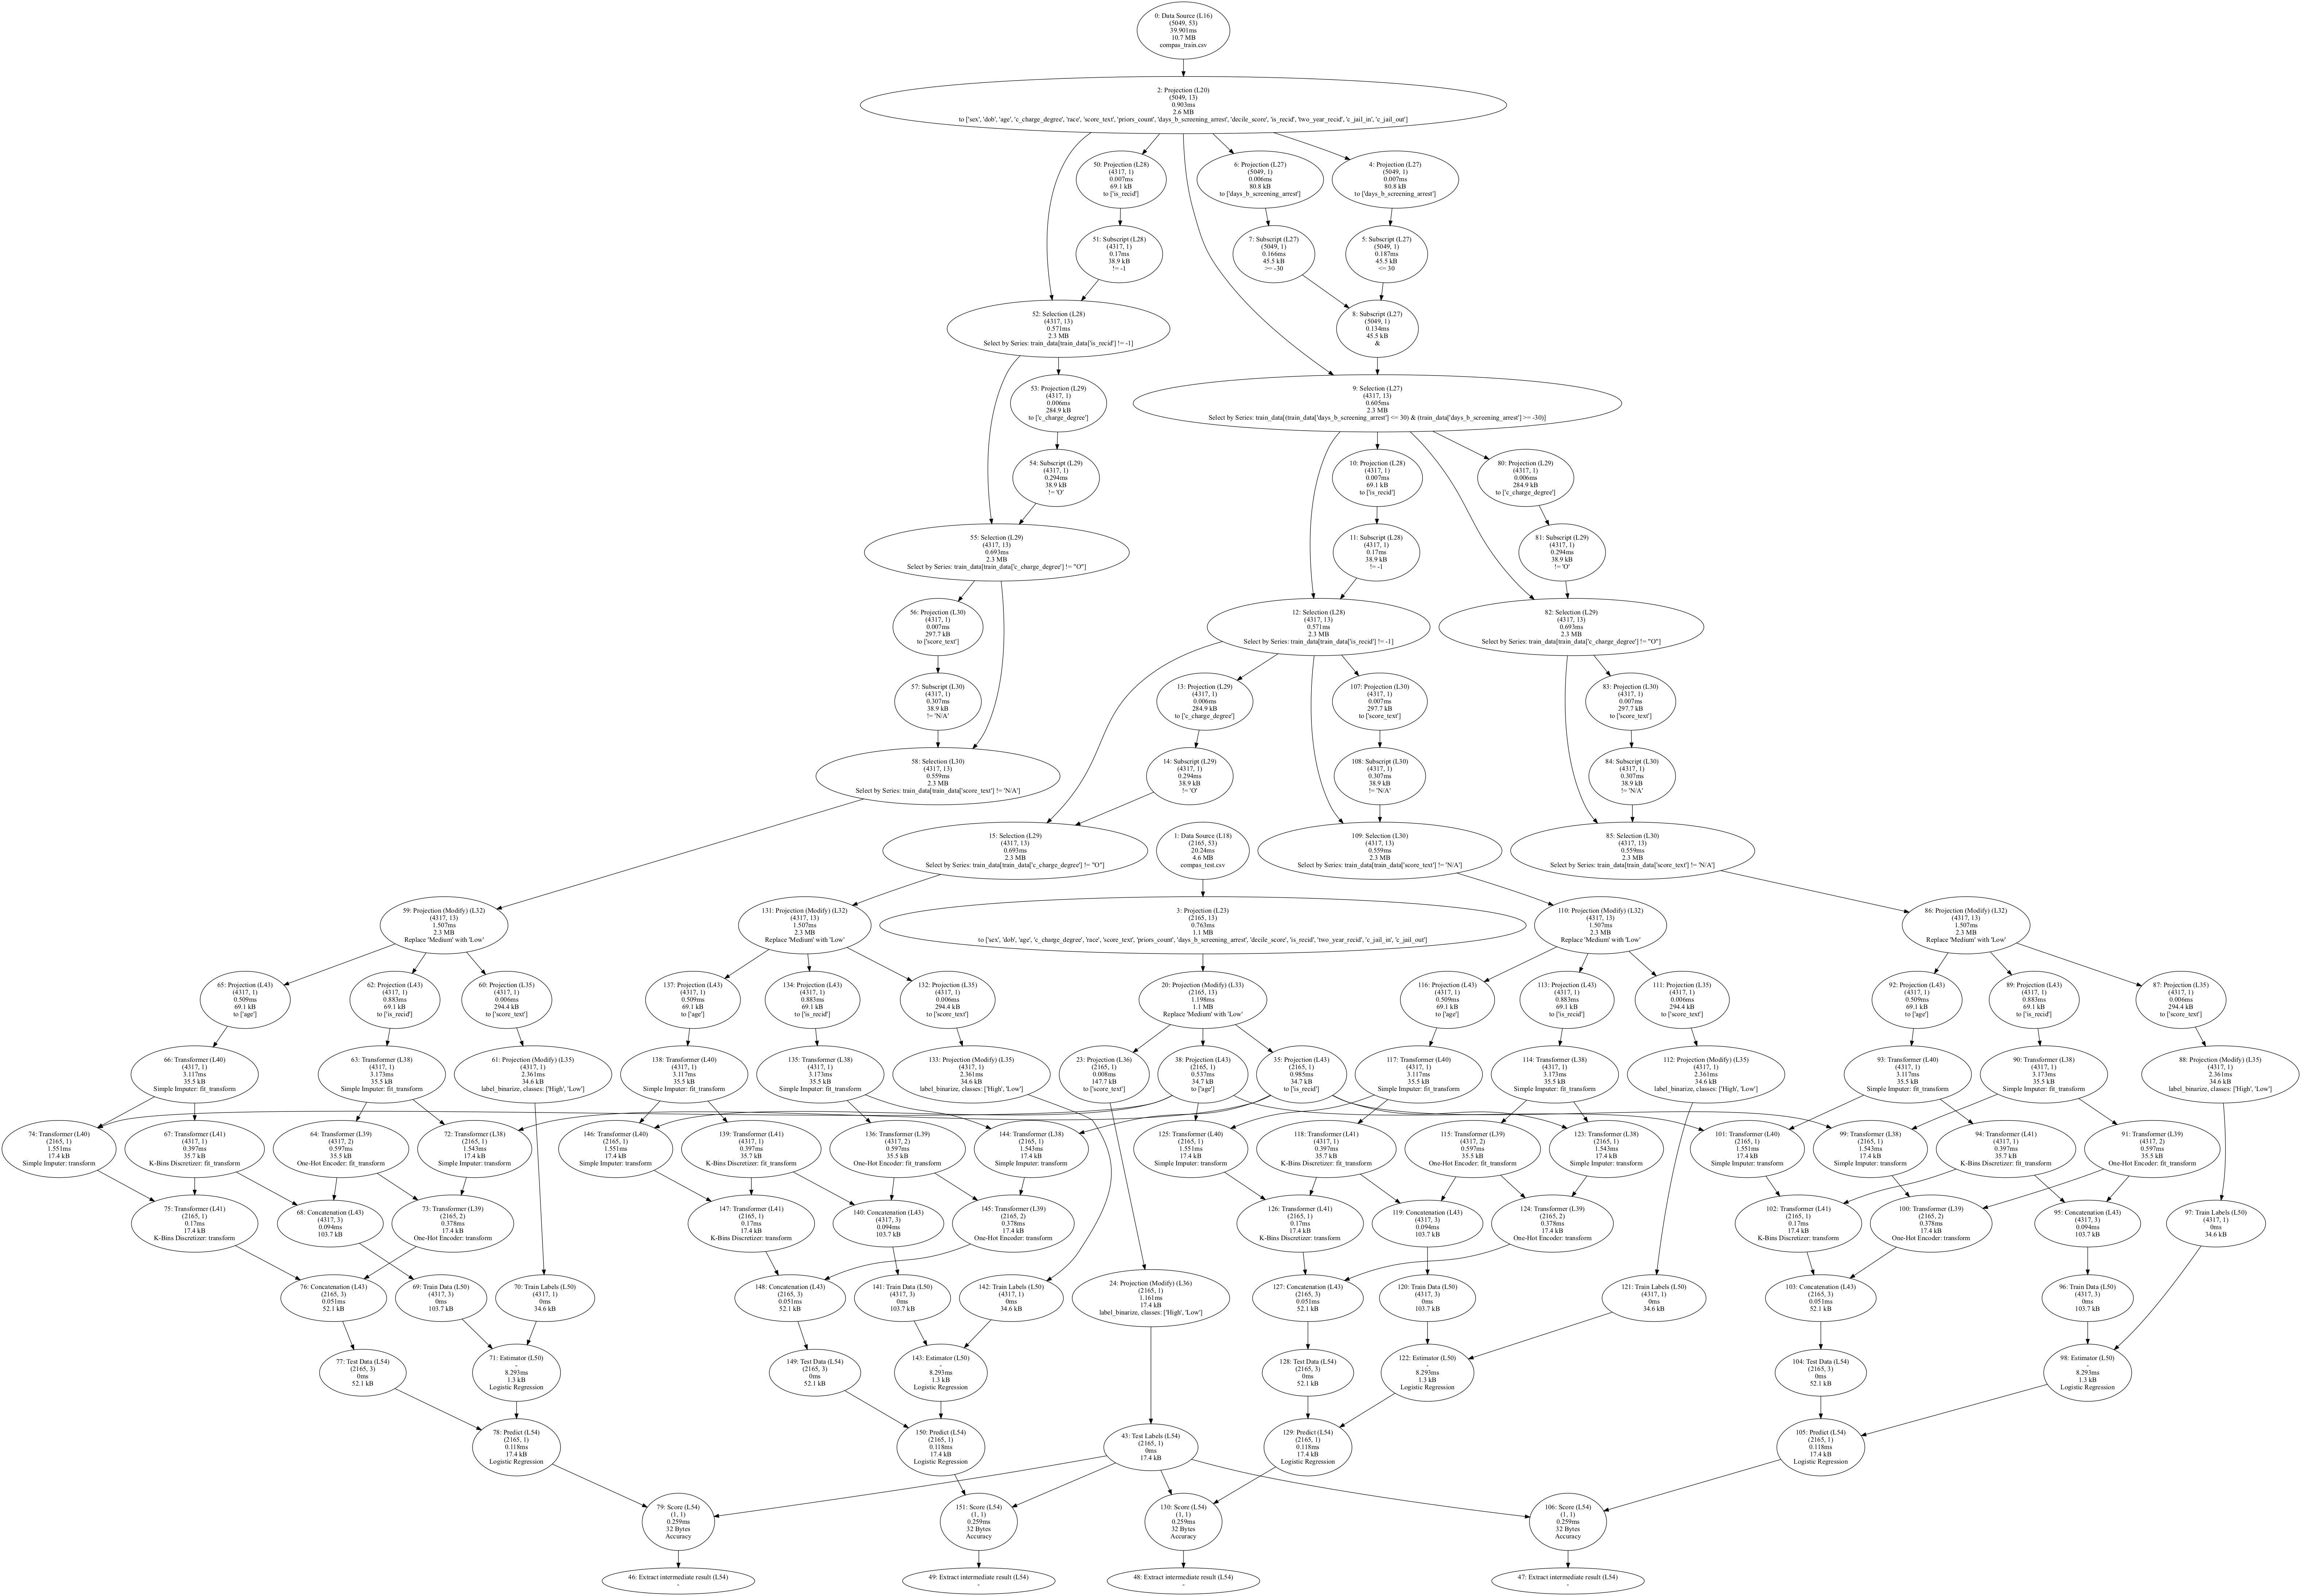 0: Data Source (L16)
(5049, 53)
39.901ms
10.7 MB
compas_train.csv
2: Projection (L20)
(5049, 13)
0.903ms
2.6 MB
to ['sex', 'dob', 'age', 'c_charge_degree', 'race', 'score_text', 'priors_count', 'days_b_screening_arrest', 'decile_score', 'is_recid', 'two_year_recid', 'c_jail_in', 'c_jail_out']
50: Projection (L28)
(4317, 1)
0.007ms
69.1 kB
to ['is_recid']
6: Projection (L27)
(5049, 1)
0.006ms
80.8 kB
to ['days_b_screening_arrest']
4: Projection (L27)
(5049, 1)
0.007ms
80.8 kB
to ['days_b_screening_arrest']
51: Subscript (L28)
(4317, 1)
0.17ms
38.9 kB
!= -1
7: Subscript (L27)
(5049, 1)
0.166ms
45.5 kB
>= -30
5: Subscript (L27)
(5049, 1)
0.187ms
45.5 kB
<= 30
52: Selection (L28)
(4317, 13)
0.571ms
2.3 MB
Select by Series: train_data[train_data['is_recid'] != -1]
8: Subscript (L27)
(5049, 1)
0.134ms
45.5 kB
&
53: Projection (L29)
(4317, 1)
0.006ms
284.9 kB
to ['c_charge_degree']
9: Selection (L27)
(4317, 13)
0.605ms
2.3 MB
Select by Series: train_data[(train_data['days_b_screening_arrest'] <= 30) & (train_data['days_b_screening_arrest'] >= -30)]
54: Subscript (L29)
(4317, 1)
0.294ms
38.9 kB
!= 'O'
10: Projection (L28)
(4317, 1)
0.007ms
69.1 kB
to ['is_recid']
80: Projection (L29)
(4317, 1)
0.006ms
284.9 kB
to ['c_charge_degree']
55: Selection (L29)
(4317, 13)
0.693ms
2.3 MB
Select by Series: train_data[train_data['c_charge_degree'] != "O"]
11: Subscript (L28)
(4317, 1)
0.17ms
38.9 kB
!= -1
81: Subscript (L29)
(4317, 1)
0.294ms
38.9 kB
!= 'O'
56: Projection (L30)
(4317, 1)
0.007ms
297.7 kB
to ['score_text']
12: Selection (L28)
(4317, 13)
0.571ms
2.3 MB
Select by Series: train_data[train_data['is_recid'] != -1]
82: Selection (L29)
(4317, 13)
0.693ms
2.3 MB
Select by Series: train_data[train_data['c_charge_degree'] != "O"]
57: Subscript (L30)
(4317, 1)
0.307ms
38.9 kB
!= 'N/A'
13: Projection (L29)
(4317, 1)
0.006ms
284.9 kB
to ['c_charge_degree']
107: Projection (L30)
(4317, 1)
0.007ms
297.7 kB
to ['score_text']
83: Projection (L30)
(4317, 1)
0.007ms
297.7 kB
to ['score_text']
58: Selection (L30)
(4317, 13)
0.559ms
2.3 MB
Select by Series: train_data[train_data['score_text'] != 'N/A']
14: Subscript (L29)
(4317, 1)
0.294ms
38.9 kB
!= 'O'
108: Subscript (L30)
(4317, 1)
0.307ms
38.9 kB
!= 'N/A'
84: Subscript (L30)
(4317, 1)
0.307ms
38.9 kB
!= 'N/A'
15: Selection (L29)
(4317, 13)
0.693ms
2.3 MB
Select by Series: train_data[train_data['c_charge_degree'] != "O"]
1: Data Source (L18)
(2165, 53)
20.24ms
4.6 MB
compas_test.csv
109: Selection (L30)
(4317, 13)
0.559ms
2.3 MB
Select by Series: train_data[train_data['score_text'] != 'N/A']
85: Selection (L30)
(4317, 13)
0.559ms
2.3 MB
Select by Series: train_data[train_data['score_text'] != 'N/A']
59: Projection (Modify) (L32)
(4317, 13)
1.507ms
2.3 MB
Replace 'Medium' with 'Low'
131: Projection (Modify) (L32)
(4317, 13)
1.507ms
2.3 MB
Replace 'Medium' with 'Low'
3: Projection (L23)
(2165, 13)
0.763ms
1.1 MB
to ['sex', 'dob', 'age', 'c_charge_degree', 'race', 'score_text', 'priors_count', 'days_b_screening_arrest', 'decile_score', 'is_recid', 'two_year_recid', 'c_jail_in', 'c_jail_out']
110: Projection (Modify) (L32)
(4317, 13)
1.507ms
2.3 MB
Replace 'Medium' with 'Low'
86: Projection (Modify) (L32)
(4317, 13)
1.507ms
2.3 MB
Replace 'Medium' with 'Low'
65: Projection (L43)
(4317, 1)
0.509ms
69.1 kB
to ['age']
62: Projection (L43)
(4317, 1)
0.883ms
69.1 kB
to ['is_recid']
60: Projection (L35)
(4317, 1)
0.006ms
294.4 kB
to ['score_text']
137: Projection (L43)
(4317, 1)
0.509ms
69.1 kB
to ['age']
134: Projection (L43)
(4317, 1)
0.883ms
69.1 kB
to ['is_recid']
132: Projection (L35)
(4317, 1)
0.006ms
294.4 kB
to ['score_text']
20: Projection (Modify) (L33)
(2165, 13)
1.198ms
1.1 MB
Replace 'Medium' with 'Low'
116: Projection (L43)
(4317, 1)
0.509ms
69.1 kB
to ['age']
113: Projection (L43)
(4317, 1)
0.883ms
69.1 kB
to ['is_recid']
111: Projection (L35)
(4317, 1)
0.006ms
294.4 kB
to ['score_text']
92: Projection (L43)
(4317, 1)
0.509ms
69.1 kB
to ['age']
89: Projection (L43)
(4317, 1)
0.883ms
69.1 kB
to ['is_recid']
87: Projection (L35)
(4317, 1)
0.006ms
294.4 kB
to ['score_text']
66: Transformer (L40)
(4317, 1)
3.117ms
35.5 kB
Simple Imputer: fit_transform
63: Transformer (L38)
(4317, 1)
3.173ms
35.5 kB
Simple Imputer: fit_transform
61: Projection (Modify) (L35)
(4317, 1)
2.361ms
34.6 kB
label_binarize, classes: ['High', 'Low']
138: Transformer (L40)
(4317, 1)
3.117ms
35.5 kB
Simple Imputer: fit_transform
135: Transformer (L38)
(4317, 1)
3.173ms
35.5 kB
Simple Imputer: fit_transform
133: Projection (Modify) (L35)
(4317, 1)
2.361ms
34.6 kB
label_binarize, classes: ['High', 'Low']
23: Projection (L36)
(2165, 1)
0.008ms
147.7 kB
to ['score_text']
38: Projection (L43)
(2165, 1)
0.537ms
34.7 kB
to ['age']
35: Projection (L43)
(2165, 1)
0.985ms
34.7 kB
to ['is_recid']
117: Transformer (L40)
(4317, 1)
3.117ms
35.5 kB
Simple Imputer: fit_transform
114: Transformer (L38)
(4317, 1)
3.173ms
35.5 kB
Simple Imputer: fit_transform
112: Projection (Modify) (L35)
(4317, 1)
2.361ms
34.6 kB
label_binarize, classes: ['High', 'Low']
93: Transformer (L40)
(4317, 1)
3.117ms
35.5 kB
Simple Imputer: fit_transform
90: Transformer (L38)
(4317, 1)
3.173ms
35.5 kB
Simple Imputer: fit_transform
88: Projection (Modify) (L35)
(4317, 1)
2.361ms
34.6 kB
label_binarize, classes: ['High', 'Low']
74: Transformer (L40)
(2165, 1)
1.551ms
17.4 kB
Simple Imputer: transform
67: Transformer (L41)
(4317, 1)
0.397ms
35.7 kB
K-Bins Discretizer: fit_transform
64: Transformer (L39)
(4317, 2)
0.597ms
35.5 kB
One-Hot Encoder: fit_transform
72: Transformer (L38)
(2165, 1)
1.543ms
17.4 kB
Simple Imputer: transform
146: Transformer (L40)
(2165, 1)
1.551ms
17.4 kB
Simple Imputer: transform
139: Transformer (L41)
(4317, 1)
0.397ms
35.7 kB
K-Bins Discretizer: fit_transform
136: Transformer (L39)
(4317, 2)
0.597ms
35.5 kB
One-Hot Encoder: fit_transform
144: Transformer (L38)
(2165, 1)
1.543ms
17.4 kB
Simple Imputer: transform
125: Transformer (L40)
(2165, 1)
1.551ms
17.4 kB
Simple Imputer: transform
118: Transformer (L41)
(4317, 1)
0.397ms
35.7 kB
K-Bins Discretizer: fit_transform
115: Transformer (L39)
(4317, 2)
0.597ms
35.5 kB
One-Hot Encoder: fit_transform
123: Transformer (L38)
(2165, 1)
1.543ms
17.4 kB
Simple Imputer: transform
101: Transformer (L40)
(2165, 1)
1.551ms
17.4 kB
Simple Imputer: transform
99: Transformer (L38)
(2165, 1)
1.543ms
17.4 kB
Simple Imputer: transform
94: Transformer (L41)
(4317, 1)
0.397ms
35.7 kB
K-Bins Discretizer: fit_transform
91: Transformer (L39)
(4317, 2)
0.597ms
35.5 kB
One-Hot Encoder: fit_transform
75: Transformer (L41)
(2165, 1)
0.17ms
17.4 kB
K-Bins Discretizer: transform
68: Concatenation (L43)
(4317, 3)
0.094ms
103.7 kB
73: Transformer (L39)
(2165, 2)
0.378ms
17.4 kB
One-Hot Encoder: transform
147: Transformer (L41)
(2165, 1)
0.17ms
17.4 kB
K-Bins Discretizer: transform
140: Concatenation (L43)
(4317, 3)
0.094ms
103.7 kB
145: Transformer (L39)
(2165, 2)
0.378ms
17.4 kB
One-Hot Encoder: transform
126: Transformer (L41)
(2165, 1)
0.17ms
17.4 kB
K-Bins Discretizer: transform
119: Concatenation (L43)
(4317, 3)
0.094ms
103.7 kB
124: Transformer (L39)
(2165, 2)
0.378ms
17.4 kB
One-Hot Encoder: transform
102: Transformer (L41)
(2165, 1)
0.17ms
17.4 kB
K-Bins Discretizer: transform
100: Transformer (L39)
(2165, 2)
0.378ms
17.4 kB
One-Hot Encoder: transform
95: Concatenation (L43)
(4317, 3)
0.094ms
103.7 kB
97: Train Labels (L50)
(4317, 1)
0ms
34.6 kB
76: Concatenation (L43)
(2165, 3)
0.051ms
52.1 kB
69: Train Data (L50)
(4317, 3)
0ms
103.7 kB
70: Train Labels (L50)
(4317, 1)
0ms
34.6 kB
148: Concatenation (L43)
(2165, 3)
0.051ms
52.1 kB
141: Train Data (L50)
(4317, 3)
0ms
103.7 kB
142: Train Labels (L50)
(4317, 1)
0ms
34.6 kB
24: Projection (Modify) (L36)
(2165, 1)
1.161ms
17.4 kB
label_binarize, classes: ['High', 'Low']
127: Concatenation (L43)
(2165, 3)
0.051ms
52.1 kB
120: Train Data (L50)
(4317, 3)
0ms
103.7 kB
121: Train Labels (L50)
(4317, 1)
0ms
34.6 kB
103: Concatenation (L43)
(2165, 3)
0.051ms
52.1 kB
96: Train Data (L50)
(4317, 3)
0ms
103.7 kB
77: Test Data (L54)
(2165, 3)
0ms
52.1 kB
71: Estimator (L50)
-
8.293ms
1.3 kB
Logistic Regression
149: Test Data (L54)
(2165, 3)
0ms
52.1 kB
143: Estimator (L50)
-
8.293ms
1.3 kB
Logistic Regression
128: Test Data (L54)
(2165, 3)
0ms
52.1 kB
122: Estimator (L50)
-
8.293ms
1.3 kB
Logistic Regression
104: Test Data (L54)
(2165, 3)
0ms
52.1 kB
98: Estimator (L50)
-
8.293ms
1.3 kB
Logistic Regression
78: Predict (L54)
(2165, 1)
0.118ms
17.4 kB
Logistic Regression
150: Predict (L54)
(2165, 1)
0.118ms
17.4 kB
Logistic Regression
43: Test Labels (L54)
(2165, 1)
0ms
17.4 kB
129: Predict (L54)
(2165, 1)
0.118ms
17.4 kB
Logistic Regression
105: Predict (L54)
(2165, 1)
0.118ms
17.4 kB
Logistic Regression
79: Score (L54)
(1, 1)
0.259ms
32 Bytes
Accuracy
151: Score (L54)
(1, 1)
0.259ms
32 Bytes
Accuracy
130: Score (L54)
(1, 1)
0.259ms
32 Bytes
Accuracy
106: Score (L54)
(1, 1)
0.259ms
32 Bytes
Accuracy
46: Extract intermediate result (L54)
-
49: Extract intermediate result (L54)
-
48: Extract intermediate result (L54)
-
47: Extract intermediate result (L54)
-